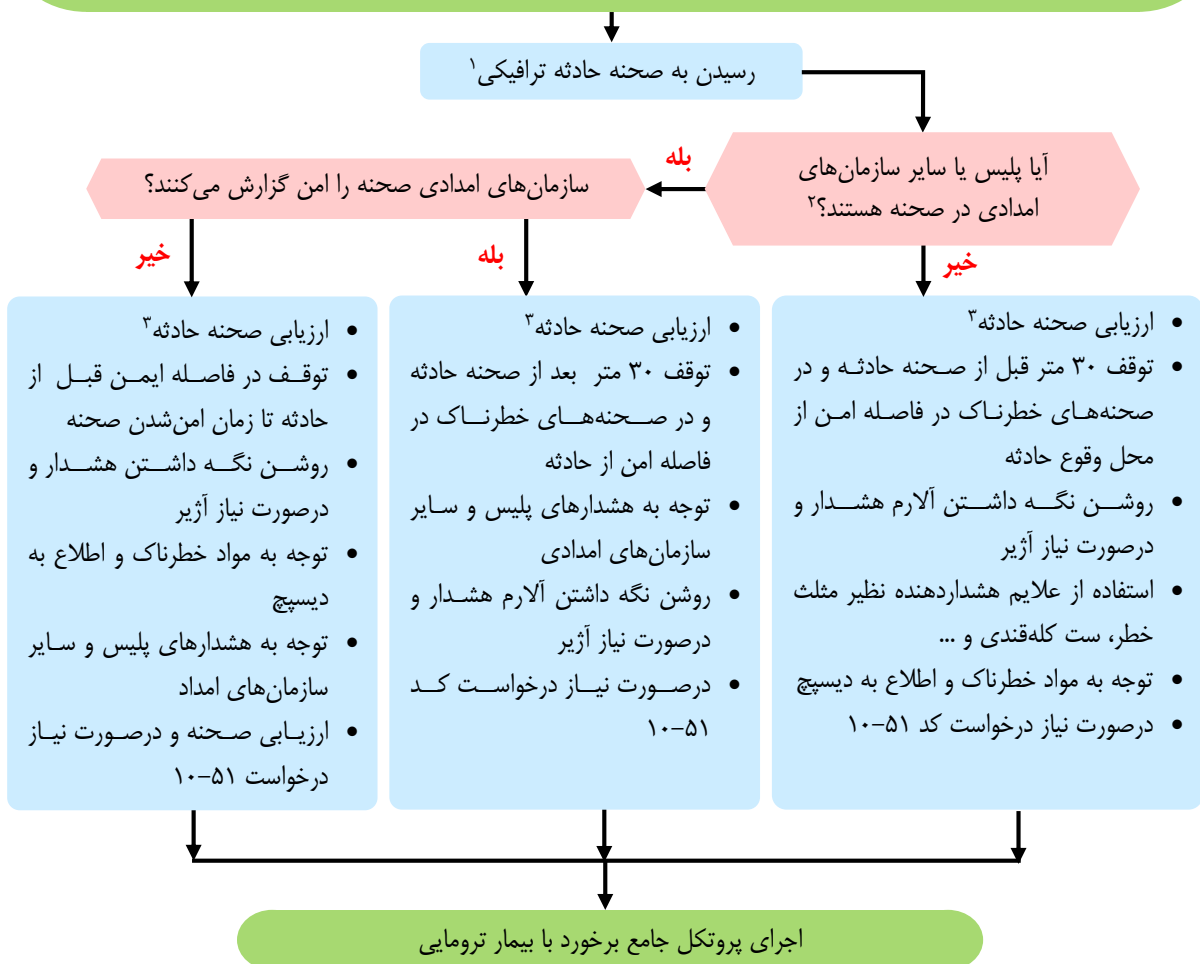 رسیدن به صحنه حادثه ترافیکی۱
آیا پلیس یا سایر سازمان‌های
امدادی در صحنه هستند؟۲
بله
سازمان‌های امدادی صحنه را امن گزارش می‌کنند؟
خیر
بله
خیر
• ارزیابی صحنه حادثه۳
• توقف ۳۰ متر قبل از صحنه حادثه و در
صحنه‌های خطرناک در فاصله امن از
محل وقوع حادثه
• روشن نگه داشتن آلارم هشدار و
درصورت نیاز آژیر
• استفاده از علایم هشداردهنده نظیر مثلث
خطر، ست کله‌قندی و ...
• توجه به مواد خطرناک و اطلاع به دیسپچ
• درصورت نیاز درخواست کد ۵۱-۱۰
• ارزیابی صحنه حادثه۳
• توقف ۳۰ متر بعد از صحنه حادثه
و در صحنه‌های خطرناک در
فاصله امن از حادثه
• توجه به هشدارهای پلیس و سایر
سازمان‌های امدادی
• روشن نگه داشتن آلارم هشدار و
درصورت نیاز آژیر
• درصورت نیاز درخواست کد
۵۱-۱۰
• ارزیابی صحنه حادثه۳
• توقف در فاصله ایمن قبل از
حادثه تا زمان امن‌شدن صحنه
• روشن نگه داشتن هشدار و
درصورت نیاز آژیر
• توجه به مواد خطرناک و اطلاع به
دیسپچ
• توجه به هشدارهای پلیس و سایر
سازمان‌های امداد
• ارزیابی صحنه و درصورت نیاز
درخواست ۵۱-۱۰
اجرای پروتکل جامع برخورد با بیمار ترومایی